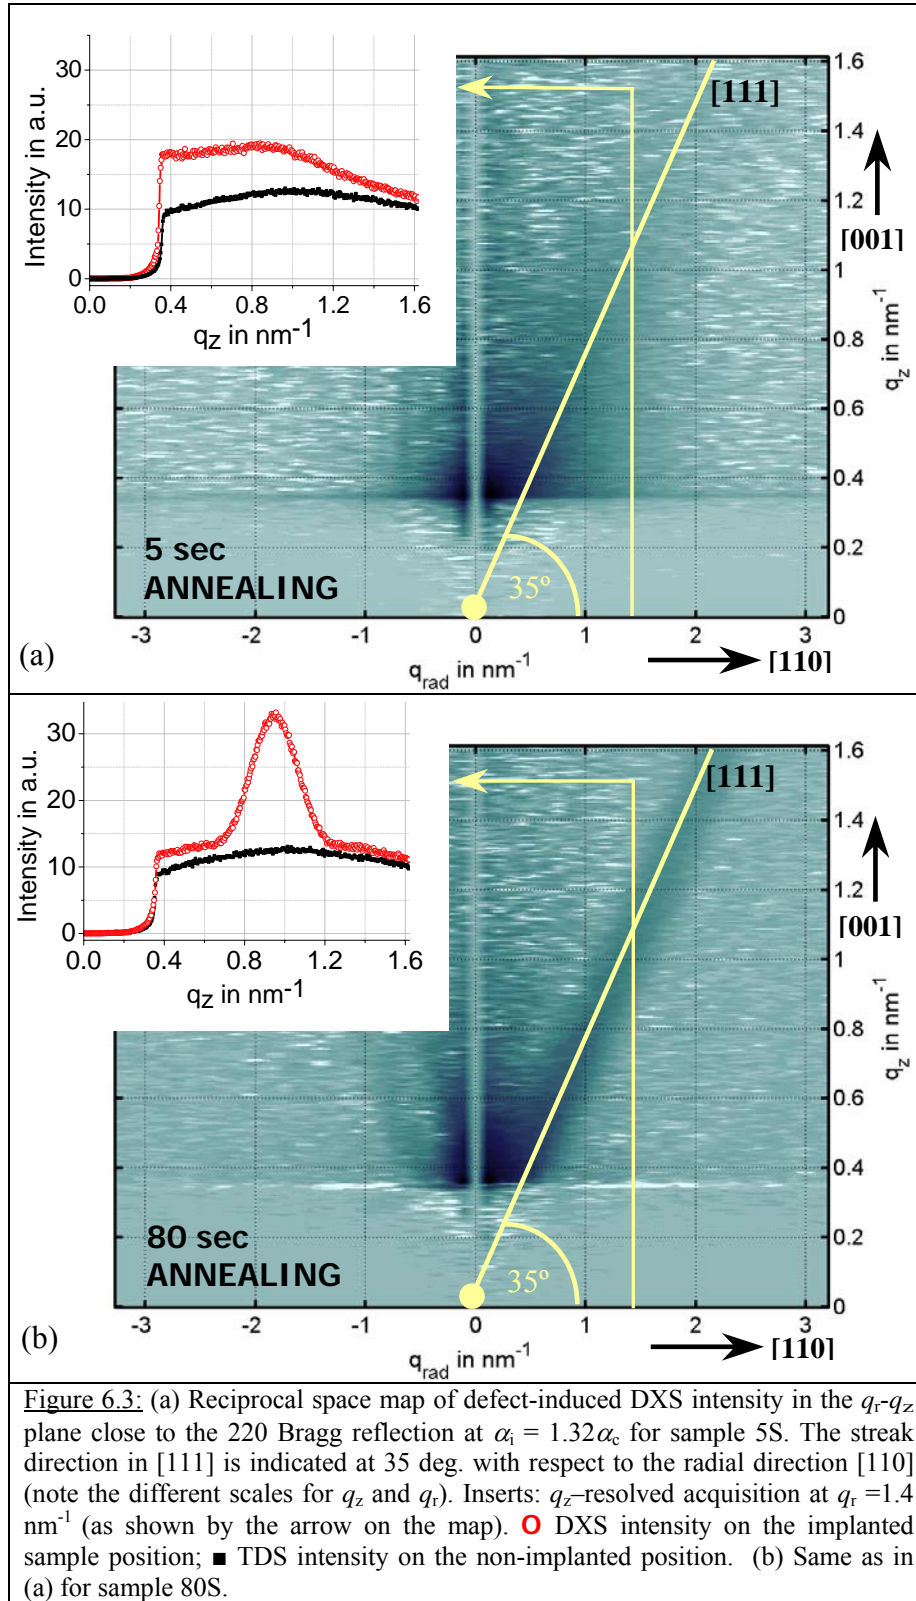 30
20
10
0
Intensity in a.u.
0.0 0.4 0.8 1.2 1.6
qz in nm-1
[111]
1.6
1.4
1.2
1
0.8
0.6
0.4
0.2
0
[001]
qz in nm-1
5 sec
ANNEALING
35º
(a)
-3 -2 -1 0 1 2 3
qrad in nm-1
[110]
30
20
10
0
Intensity in a.u.
0.0 0.4 0.8 1.2 1.6
qz in nm-1
[111]
1.6
1.4
1.2
1
0.8
0.6
0.4
0.2
0
[001]
qz in nm-1
80 sec
ANNEALING
35º
(b)
-3 -2 -1 0 1 2 3
qrad in nm-1
[110]
Figure 6.3: (a) Reciprocal space map of defect-induced DXS intensity in the qr-qz
plane close to the 220 Bragg reflection at αi = 1.32αc for sample 5S. The streak
direction in [111] is indicated at 35 deg. with respect to the radial direction [110]
(note the different scales for qz and qr). Inserts: qz–resolved acquisition at qr =1.4
nm-1 (as shown by the arrow on the map). O DXS intensity on the implanted
sample position; ■ TDS intensity on the non-implanted position. (b) Same as in
(a) for sample 80S.